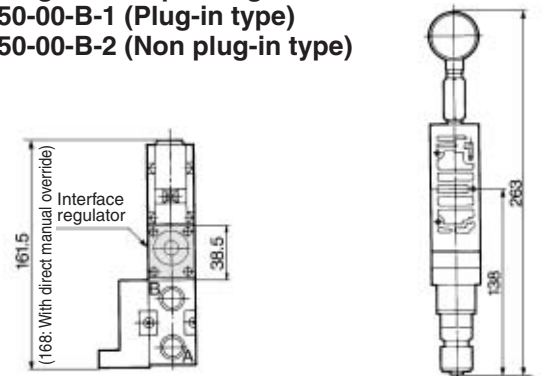 50-00-B-1 (Plug-in type)
50-00-B-2 (Non plug-in type)
161.5
(168: With direct manual override)
Interface
regulator
38.5
B
A
263
138